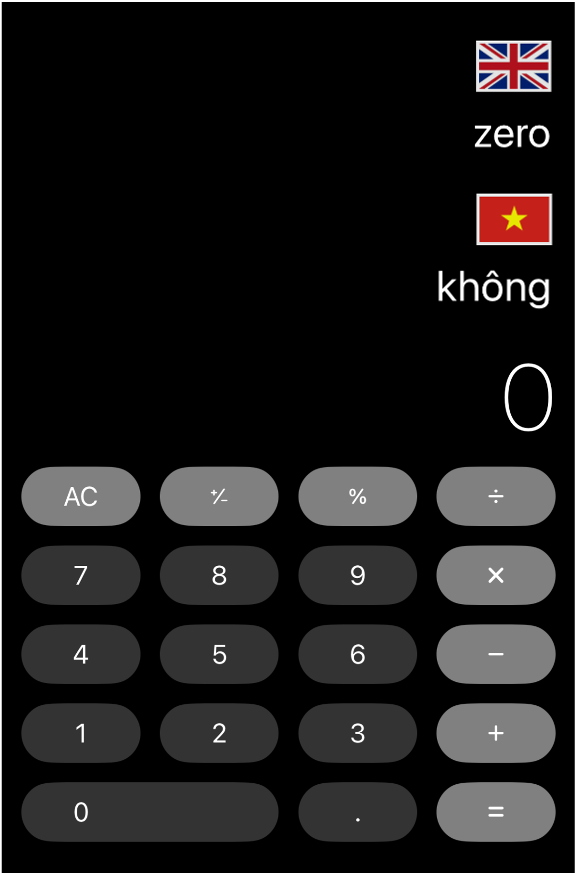 zero
không
0
AC ⁺∕₋ % ÷
7 8 9 ×
4 5 6 −
1 2 3 +
0 . =